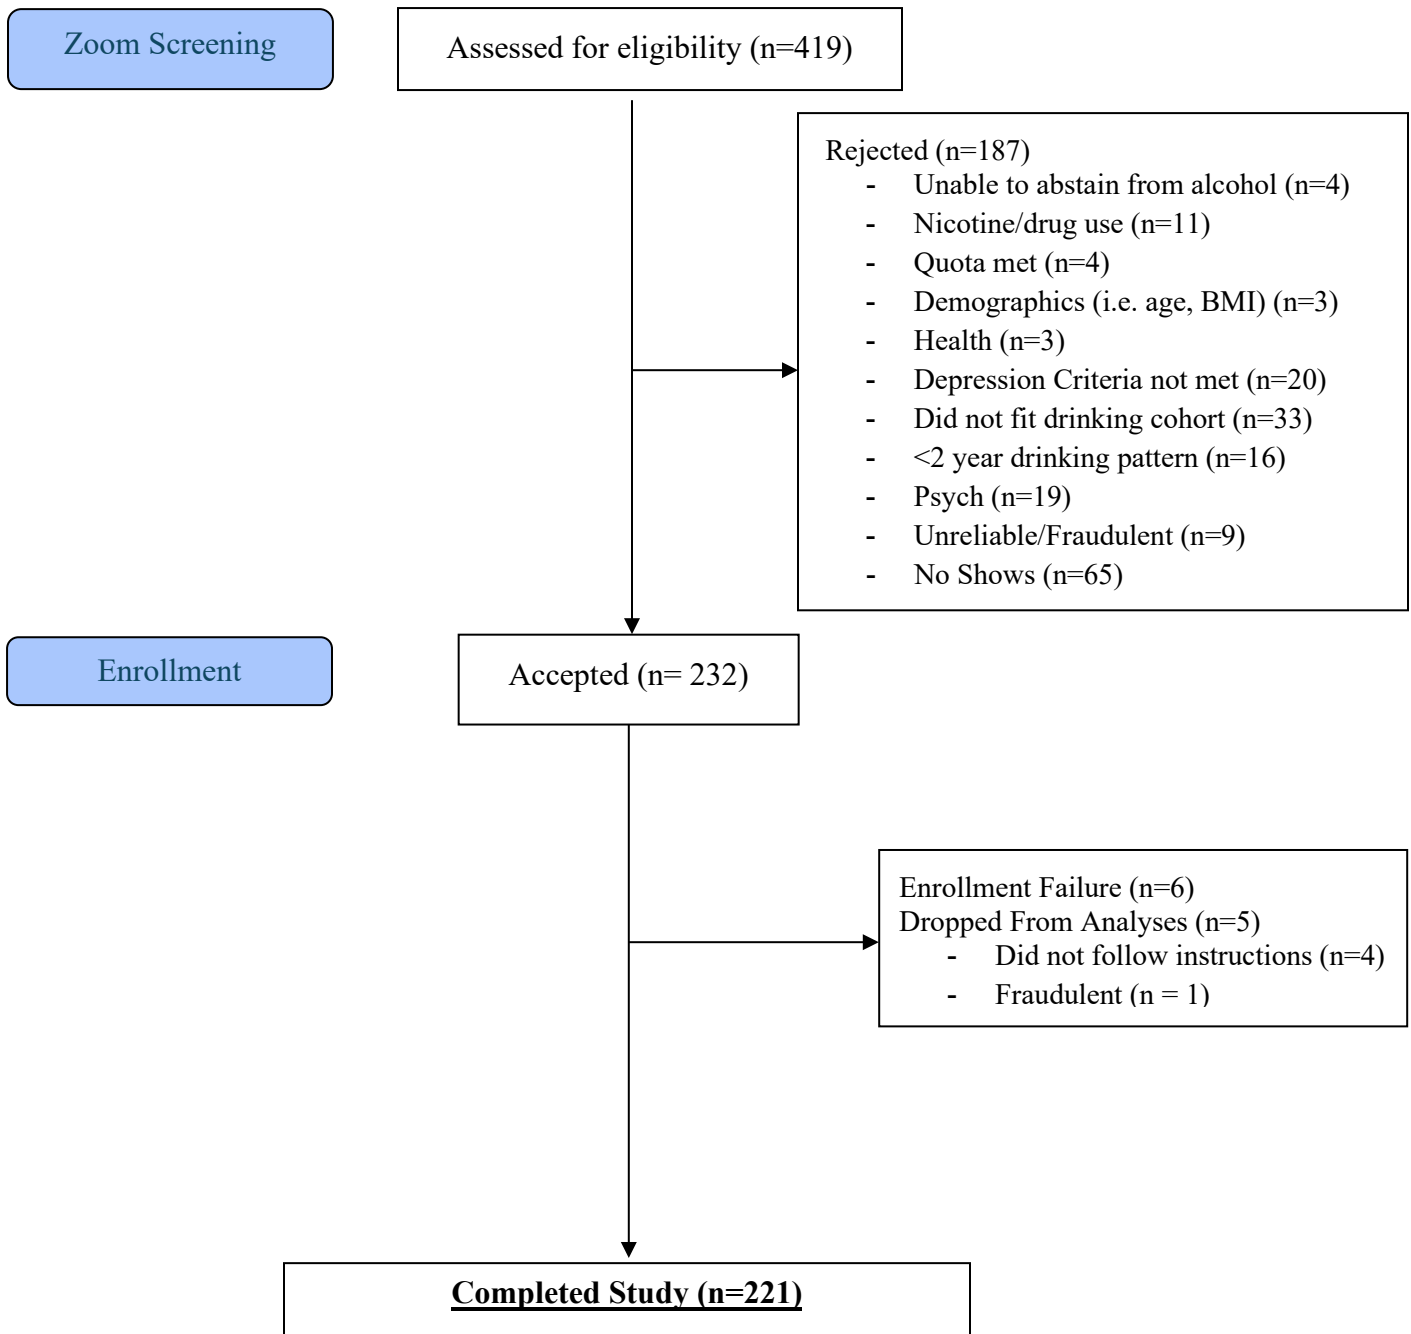 Zoom Screening
Assessed for eligibility (n=419)
Rejected (n=187)
- Unable to abstain from alcohol (n=4)
- Nicotine/drug use (n=11)
- Quota met (n=4)
- Demographics (i.e. age, BMI) (n=3)
- Health (n=3)
- Depression Criteria not met (n=20)
- Did not fit drinking cohort (n=33)
- <2 year drinking pattern (n=16)
- Psych (n=19)
- Unreliable/Fraudulent (n=9)
- No Shows (n=65)
Enrollment
Accepted (n= 232)
Enrollment Failure (n=6)
Dropped From Analyses (n=5)
- Did not follow instructions (n=4)
- Fraudulent (n = 1)
Completed Study (n=221)